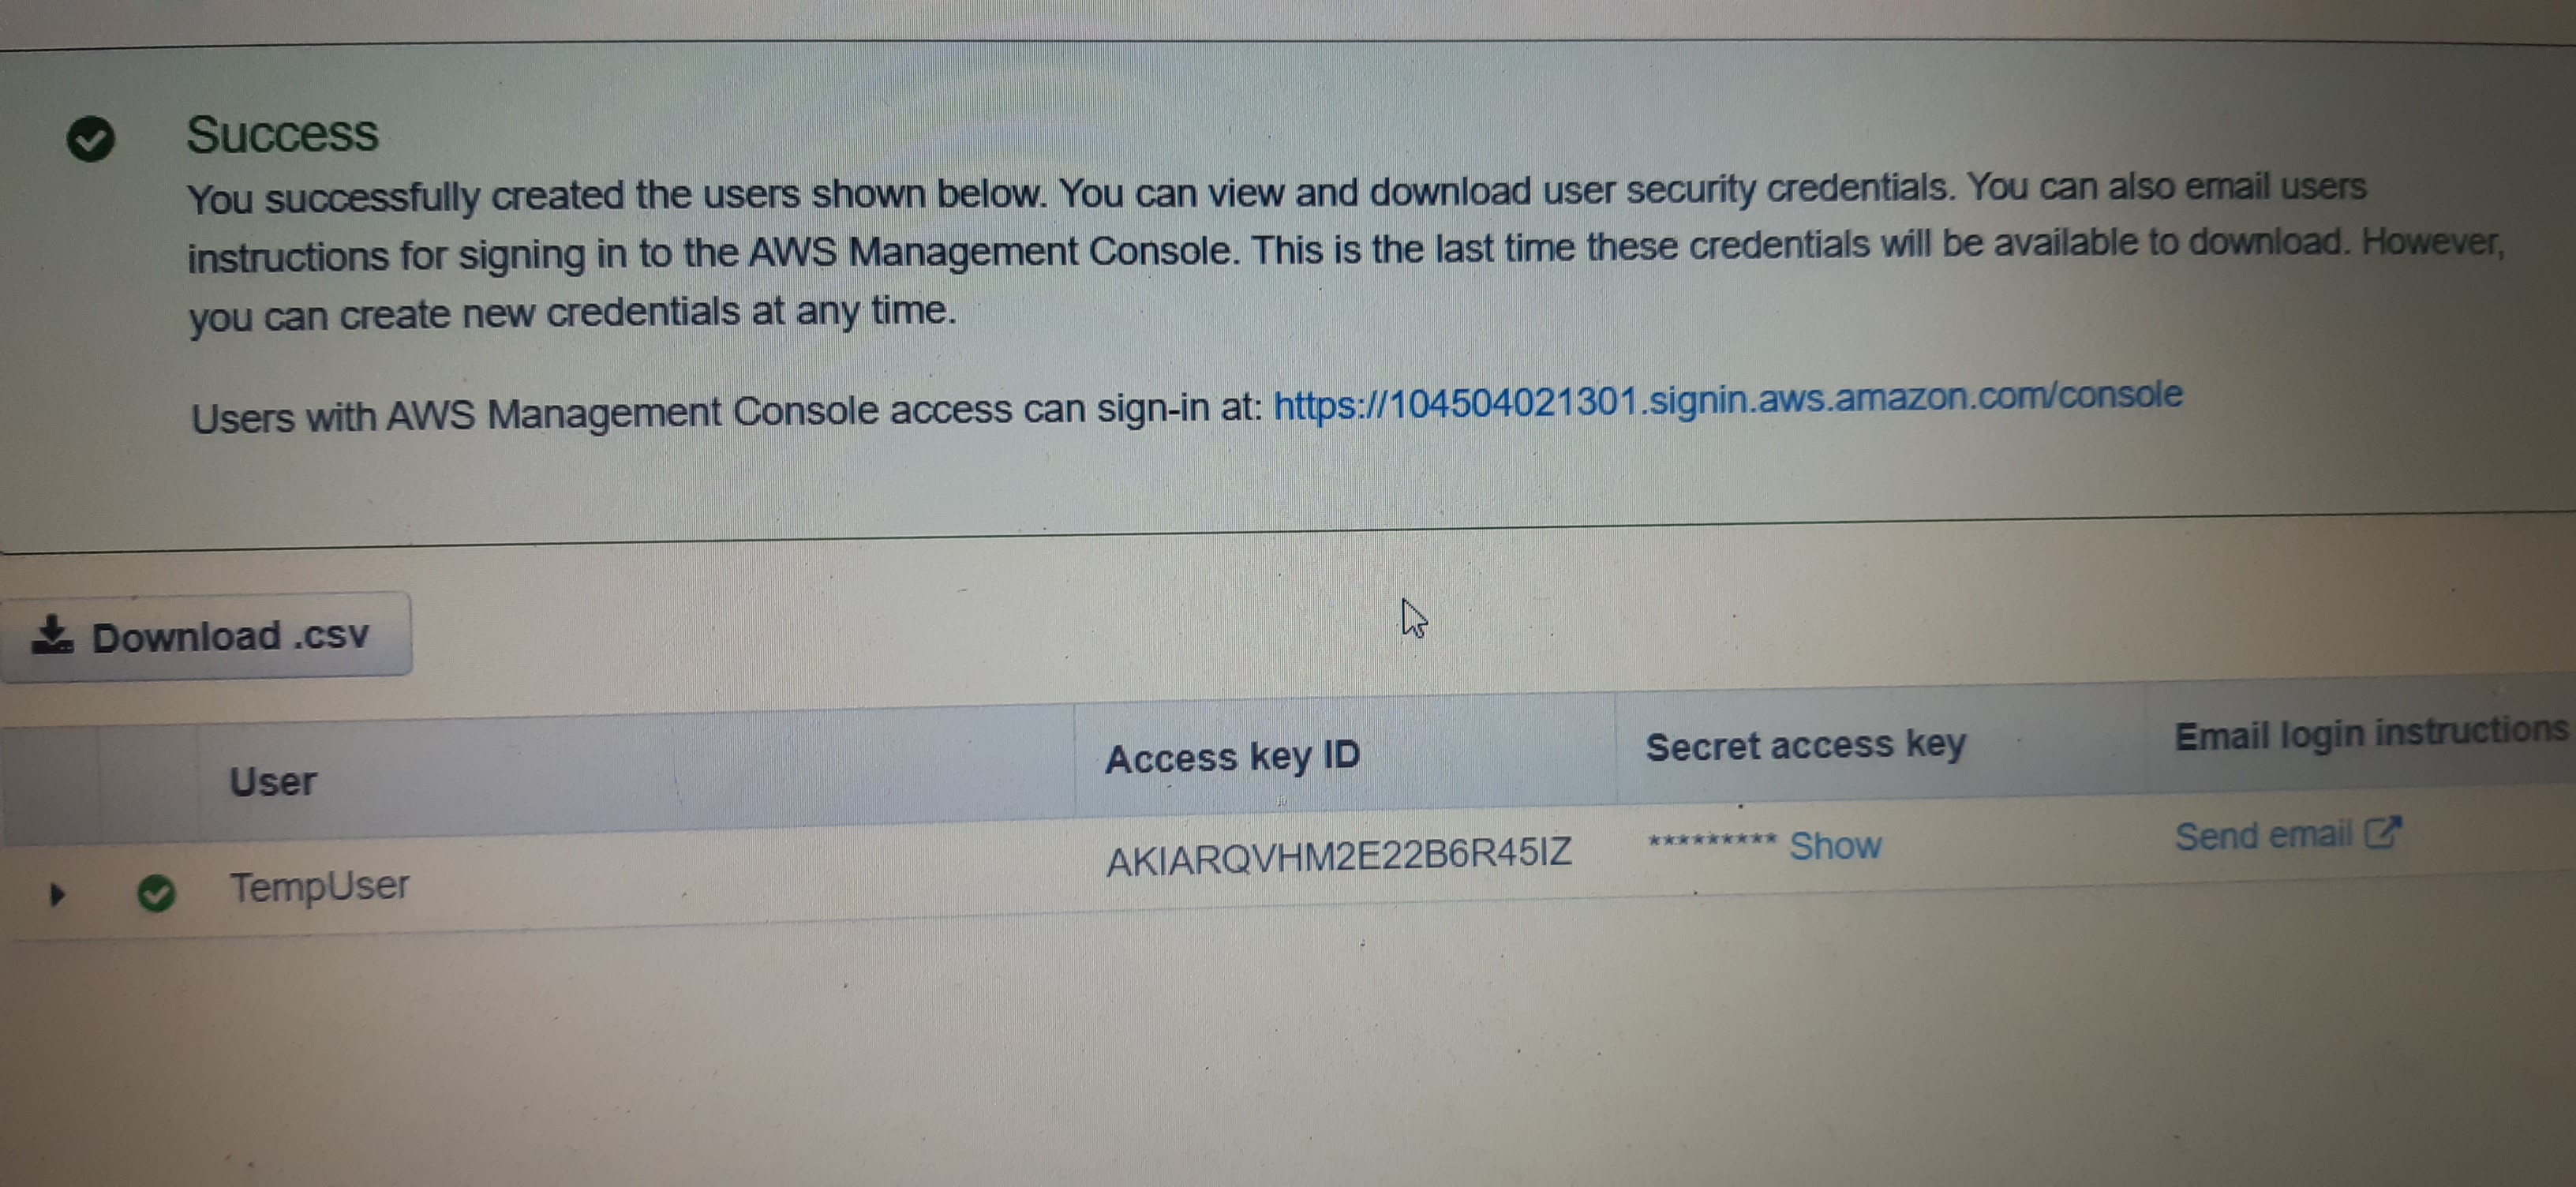 Success
You successfully created the users shown below. You can view and download user security credentials. You can also email users
instructions for signing in to the AWS Management Console. This is the last time these credentials will be available to download. However,
you can create new credentials at any time.
Users with AWS Management Console access can sign-in at: https://104504021301.signin.aws.amazon.com/console
Download .csv
User Access key ID Secret access key Email login instructions
TempUser AKIARQVHM2E22B6R45IZ ********* Show Send email